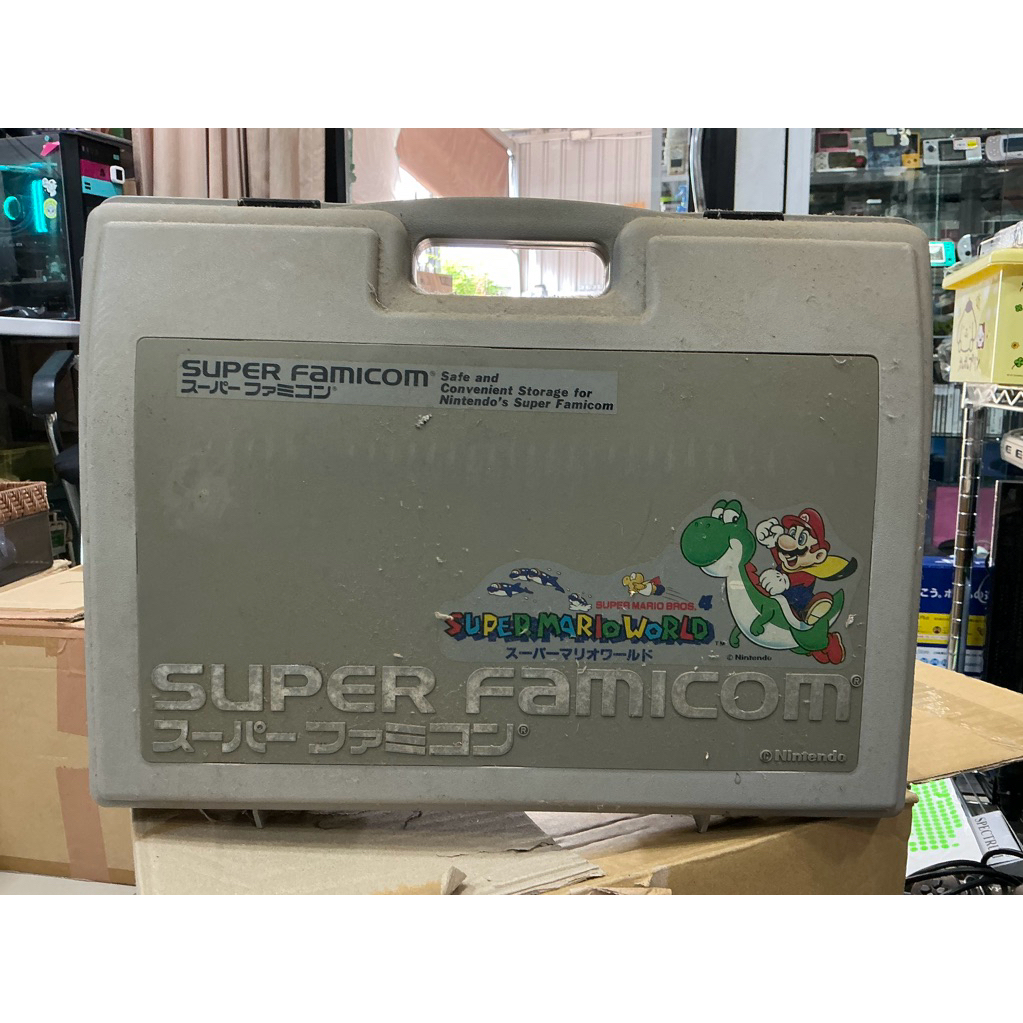 SUPER FAMICOM®
スーパーファミコン®
Safe and
Convenient Storage for
Nintendo's Super Famicom
SUPER MARIO BROS. 4
SUPER MARIO WORLD ™
スーパーマリオワールド
© Nintendo
SUPER FAMICOM®
スーパーファミコン®
© Nintendo
SPECTRU